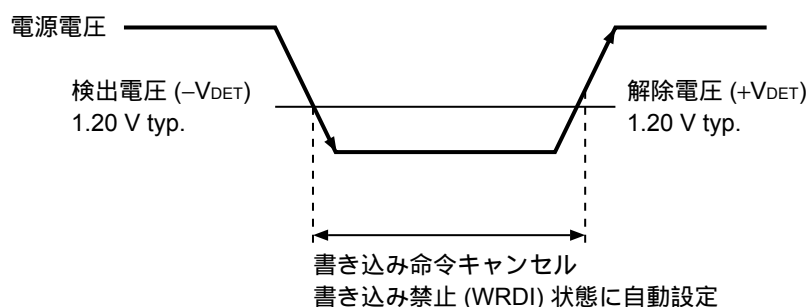 電源電圧
検出電圧 (−VDET)
1.20 V typ.
解除電圧 (+VDET)
1.20 V typ.
書き込み命令キャンセル
書き込み禁止 (WRDI) 状態に自動設定